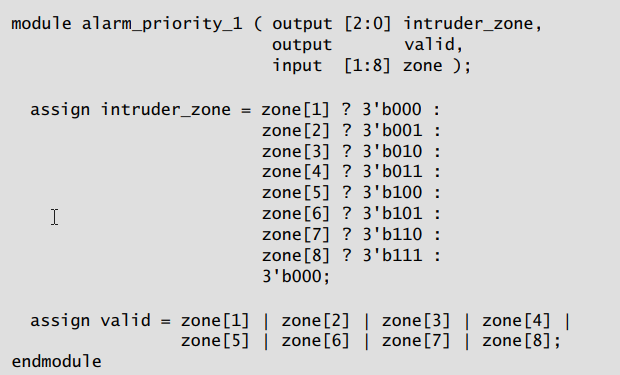 module alarm_priority_1 ( output [2:0] intruder_zone,
output valid,
input [1:8] zone );
assign intruder_zone = zone[1] ? 3'b000 :
zone[2] ? 3'b001 :
zone[3] ? 3'b010 :
zone[4] ? 3'b011 :
zone[5] ? 3'b100 :
zone[6] ? 3'b101 :
zone[7] ? 3'b110 :
zone[8] ? 3'b111 :
3'b000;
assign valid = zone[1] | zone[2] | zone[3] | zone[4] |
zone[5] | zone[6] | zone[7] | zone[8];
endmodule